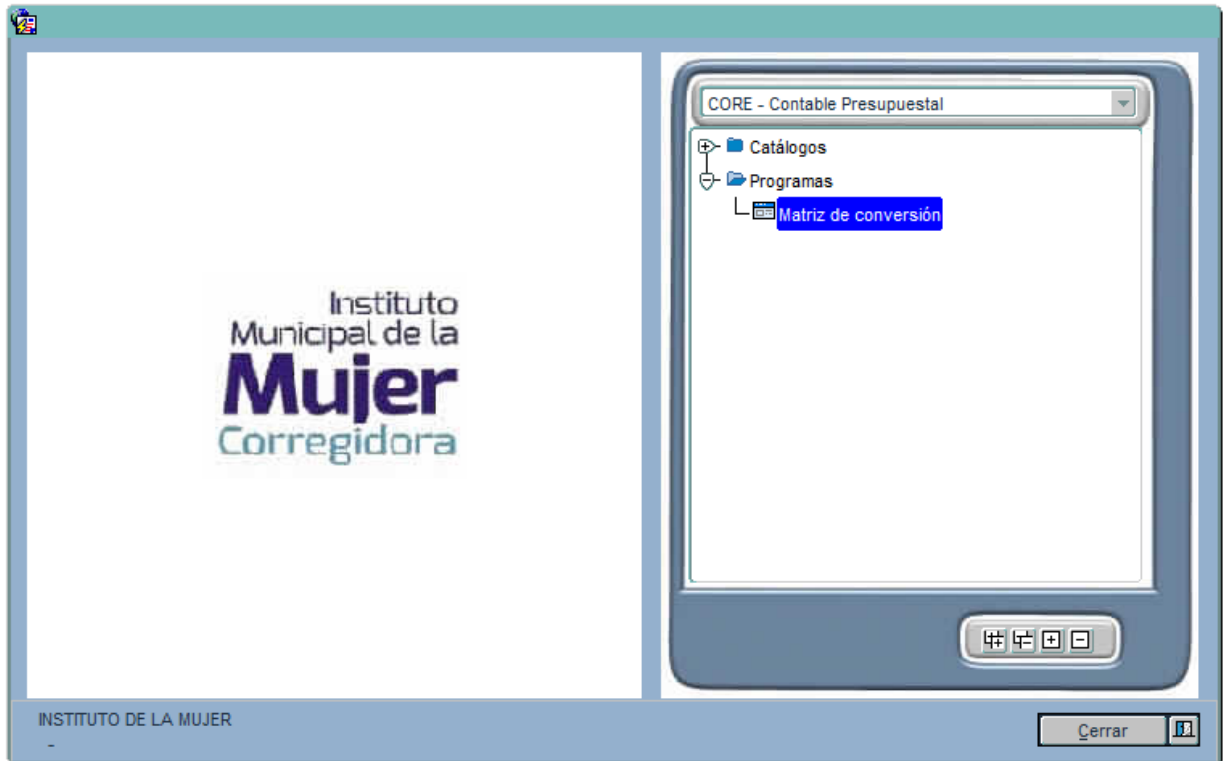 Instituto
Municipal de la
Mujer
Corregidora
CORE - Contable Presupuestal
Catálogos
Programas
Matriz de conversión
INSTITUTO DE LA MUJER
-
Cerrar